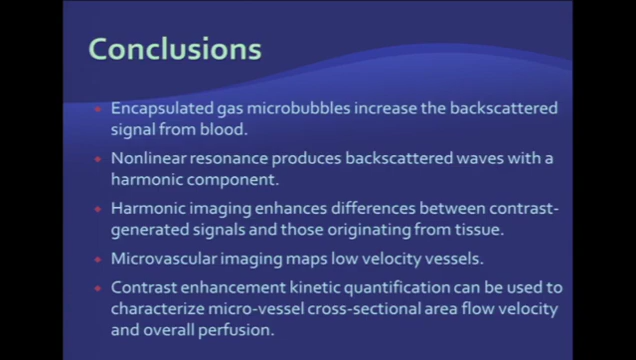 Conclusions
Encapsulated gas microbubbles increase the backscattered
signal from blood.
Nonlinear resonance produces backscattered waves with a
harmonic component.
Harmonic imaging enhances differences between contrast-
generated signals and those originating from tissue.
Microvascular imaging maps low velocity vessels.
Contrast enhancement kinetic quantification can be used to
characterize micro-vessel cross-sectional area flow velocity
and overall perfusion.